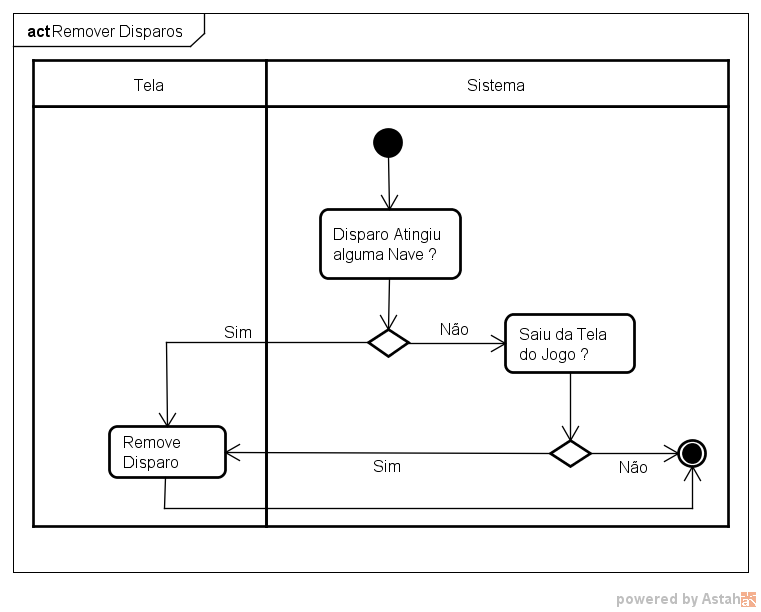 act Remover Disparos
Tela
Sistema
Disparo Atingiu
alguma Nave ?
Sim
Não
Saiu da Tela
do Jogo ?
Remove
Disparo
Sim
Não
powered by Astah